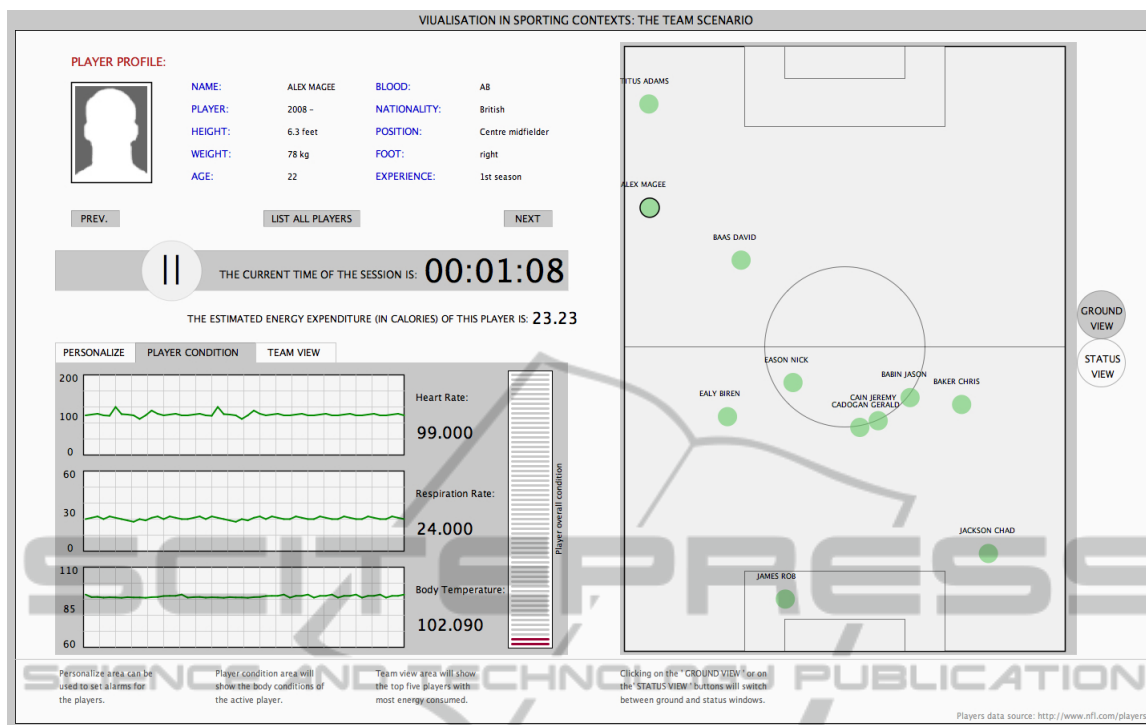 VIUALISATION IN SPORTING CONTEXTS: THE TEAM SCENARIO
PLAYER PROFILE:
NAME: ALEX MAGEE BLOOD: AB
PLAYER: 2008 – NATIONALITY: British
HEIGHT: 6.3 feet POSITION: Centre midfielder
WEIGHT: 78 kg FOOT: right
AGE: 22 EXPERIENCE: 1st season
PREV. LIST ALL PLAYERS NEXT
THE CURRENT TIME OF THE SESSION IS: 00:01:08
THE ESTIMATED ENERGY EXPENDITURE (IN CALORIES) OF THIS PLAYER IS: 23.23
PERSONALIZE PLAYER CONDITION TEAM VIEW
200
100
0
Heart Rate:
99.000
60
30
0
Respiration Rate:
24.000
110
85
60
Body Temperature:
102.090
Player overall condition
TITUS ADAMS
ALEX MAGEE
BAAS DAVID
EASON NICK
BABIN JASON
BAKER CHRIS
EALY BIREN
CAIN JEREMY
CADOGAN GERALD
JACKSON CHAD
JAMES ROB
GROUND
VIEW
STATUS
VIEW
Personalize area can be
used to set alarms for
the players.
Player condition area will
show the body conditions of
the active player.
Team view area will show
the top five players with
most energy consumed.
Clicking on the "GROUND VIEW" or on
the "STATUS VIEW" buttons will switch
between ground and status windows.
Players data source: http://www.nfl.com/players
SCITEPRESS
SCIENCE AND TECHNOLOGY PUBLICATIONS